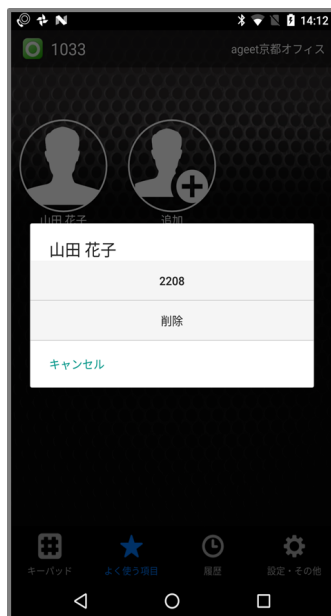 14:12
1033
ageet京都オフィス
山田 花子
追加
山田 花子
2208
削除
キャンセル
キーパッド
よく使う項目
履歴
設定・その他